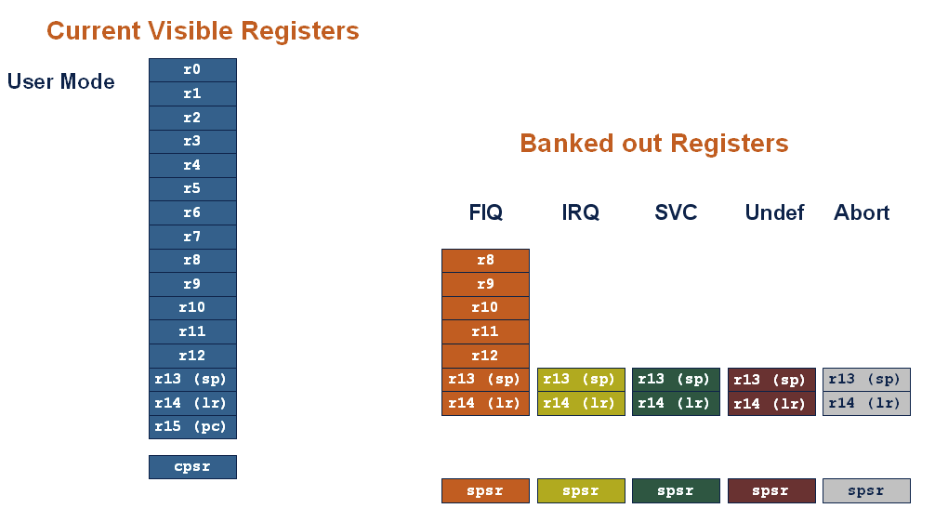 Current Visible Registers
User Mode
r0
r1
r2
r3
r4
r5
r6
r7
r8
r9
r10
r11
r12
r13 (sp)
r14 (lr)
r15 (pc)
cpsr
Banked out Registers
FIQ IRQ SVC Undef Abort
r8
r9
r10
r11
r12
r13 (sp) r13 (sp) r13 (sp) r13 (sp) r13 (sp)
r14 (lr) r14 (lr) r14 (lr) r14 (lr) r14 (lr)
spsr spsr spsr spsr spsr